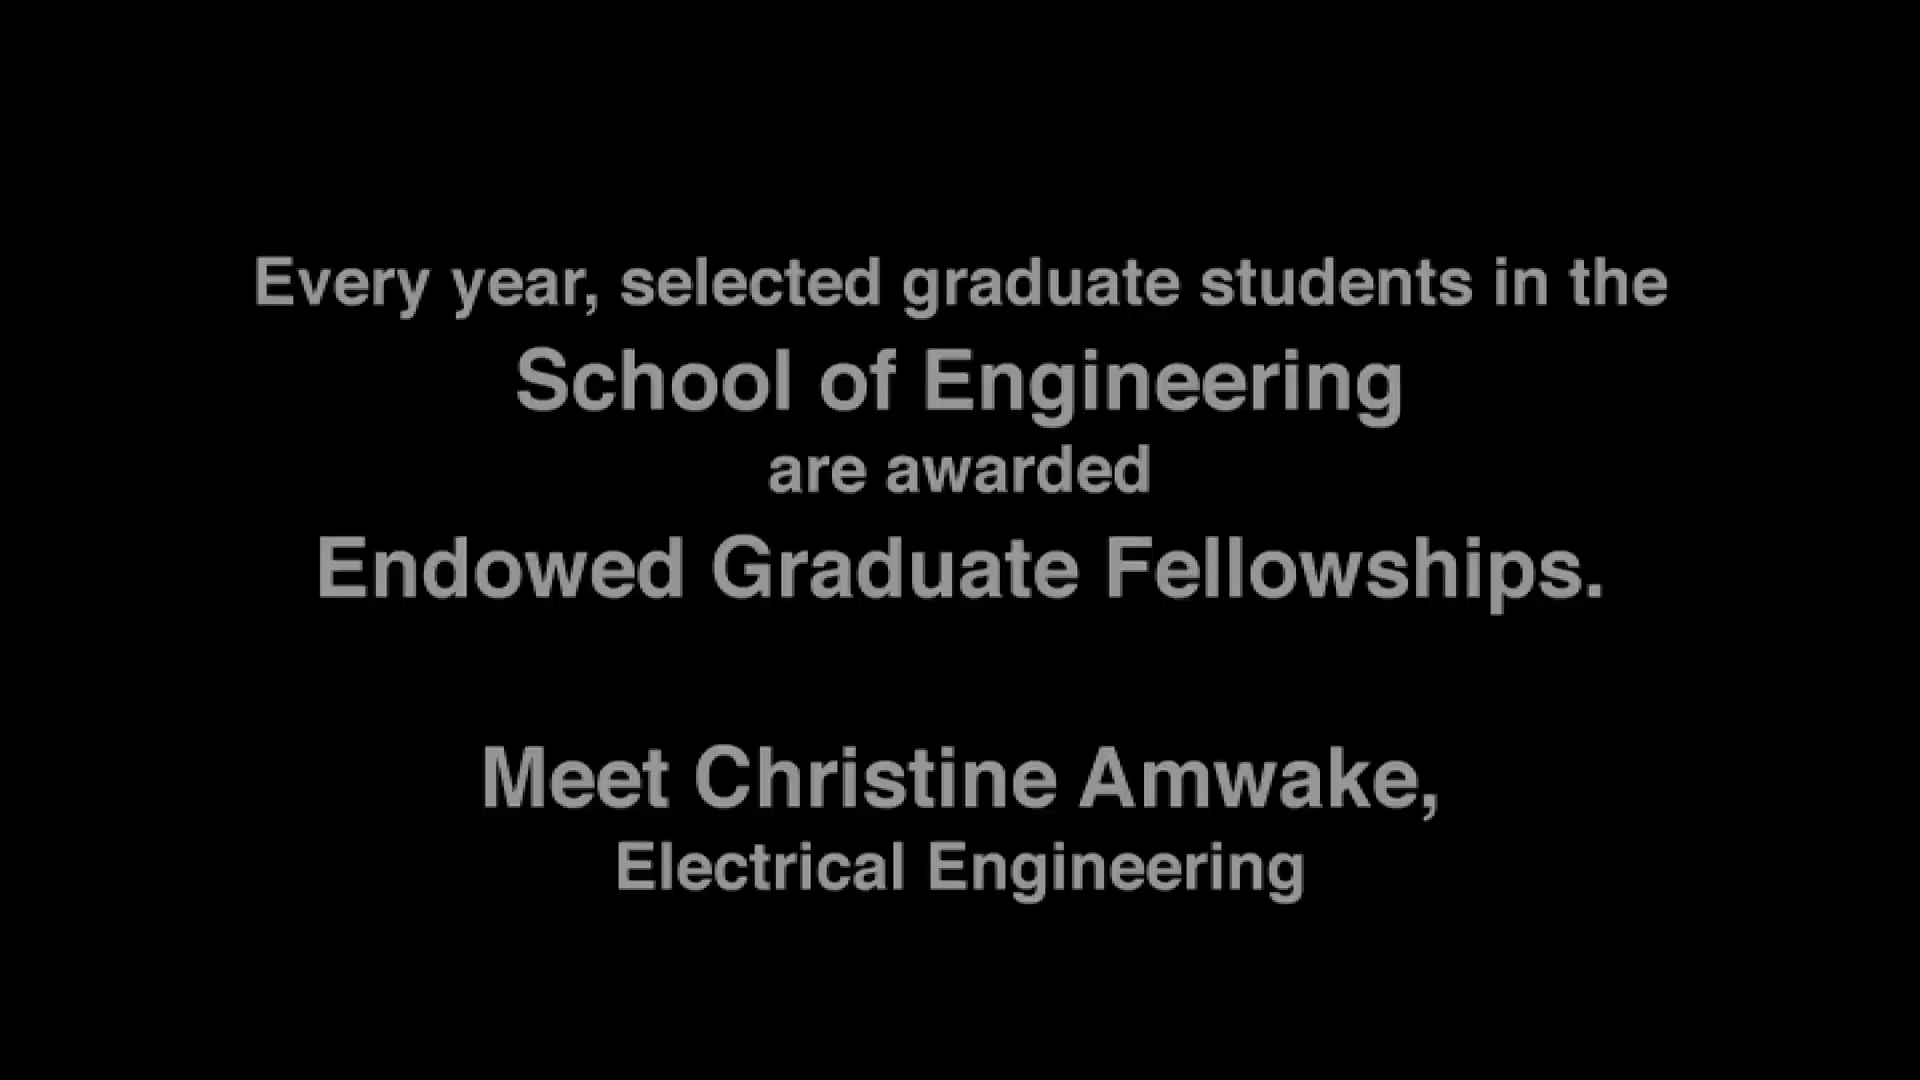 Every year, selected graduate students in the
School of Engineering
are awarded
Endowed Graduate Fellowships.
Meet Christine Amwake,
Electrical Engineering